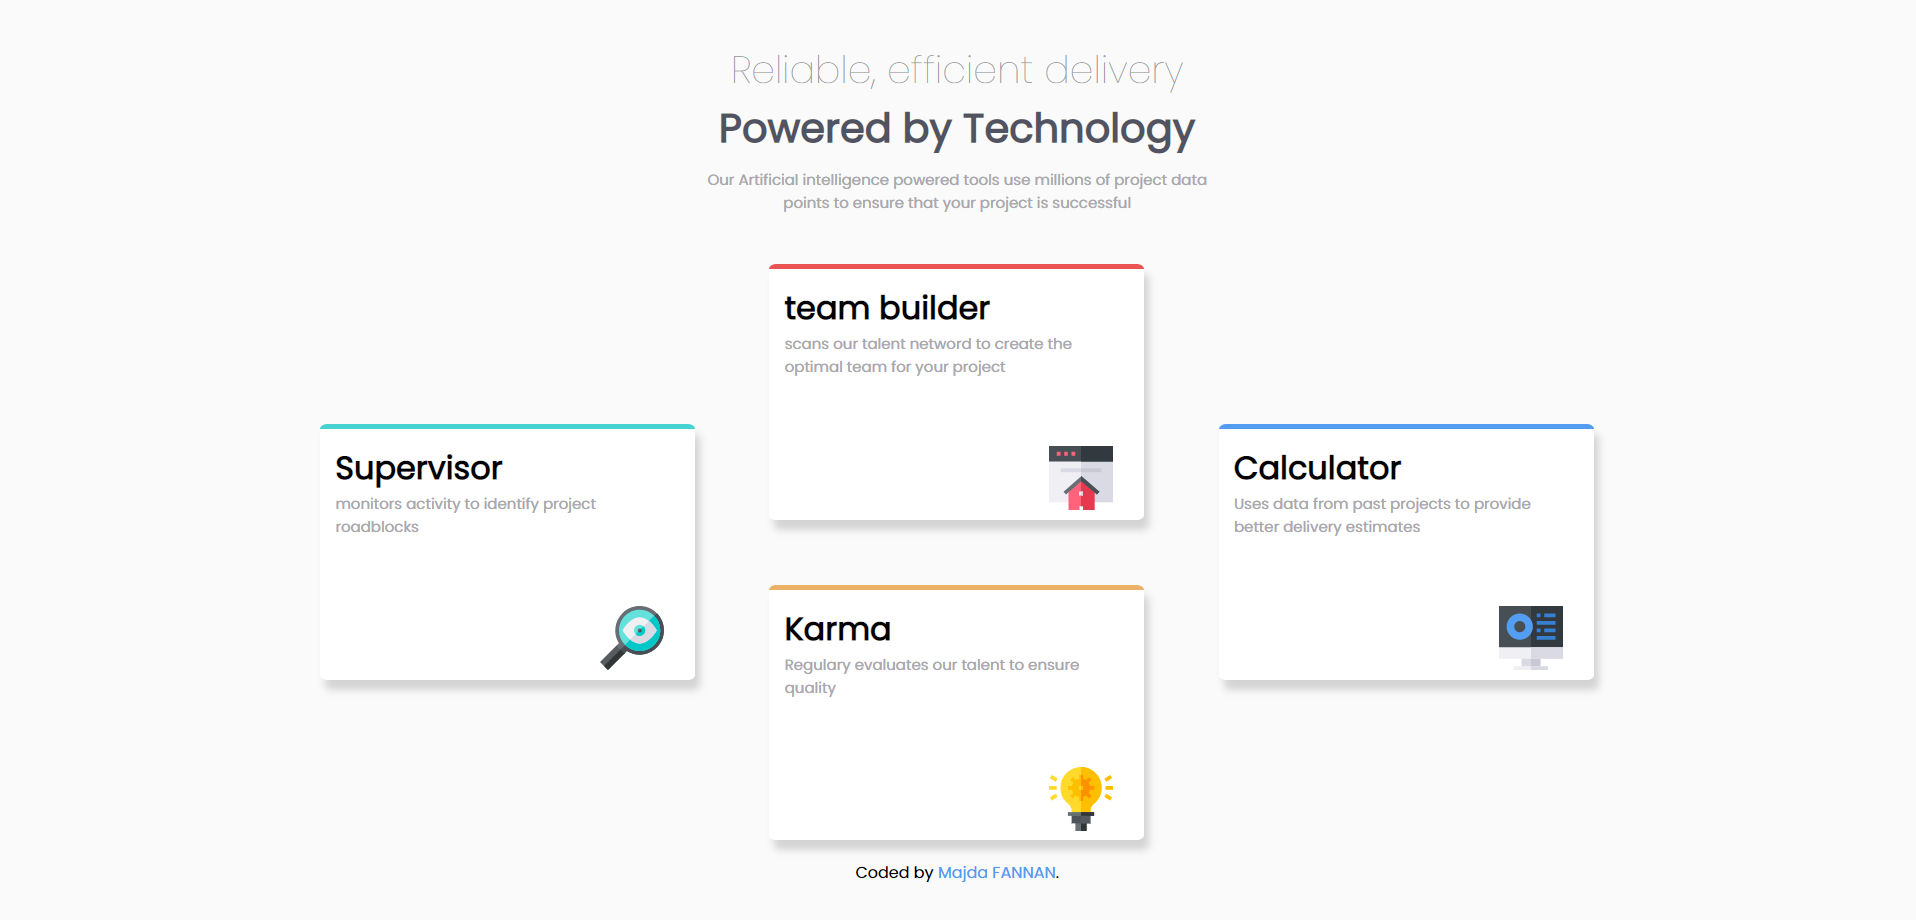 Reliable, efficient delivery
Powered by Technology
Our Artificial intelligence powered tools use millions of project data
points to ensure that your project is successful
team builder
scans our talent netword to create the
optimal team for your project
Supervisor
monitors activity to identify project
roadblocks
Calculator
Uses data from past projects to provide
better delivery estimates
Karma
Regulary evaluates our talent to ensure
quality
Coded by Majda FANNAN.